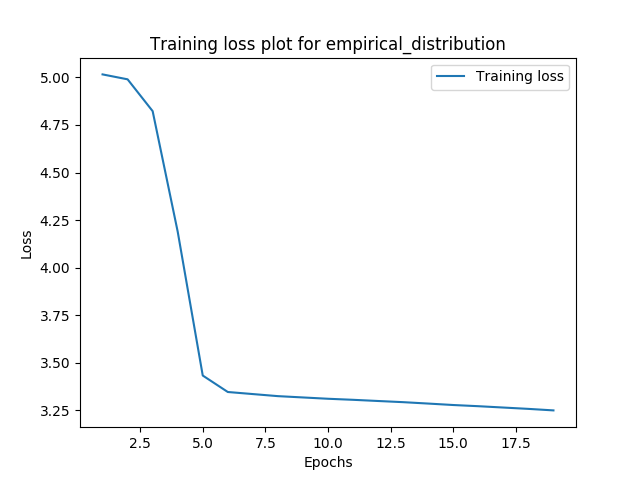 Training loss plot for empirical_distribution
Training loss
5.00
4.75
4.50
4.25
4.00
3.75
3.50
3.25
Loss
2.5 5.0 7.5 10.0 12.5 15.0 17.5
Epochs